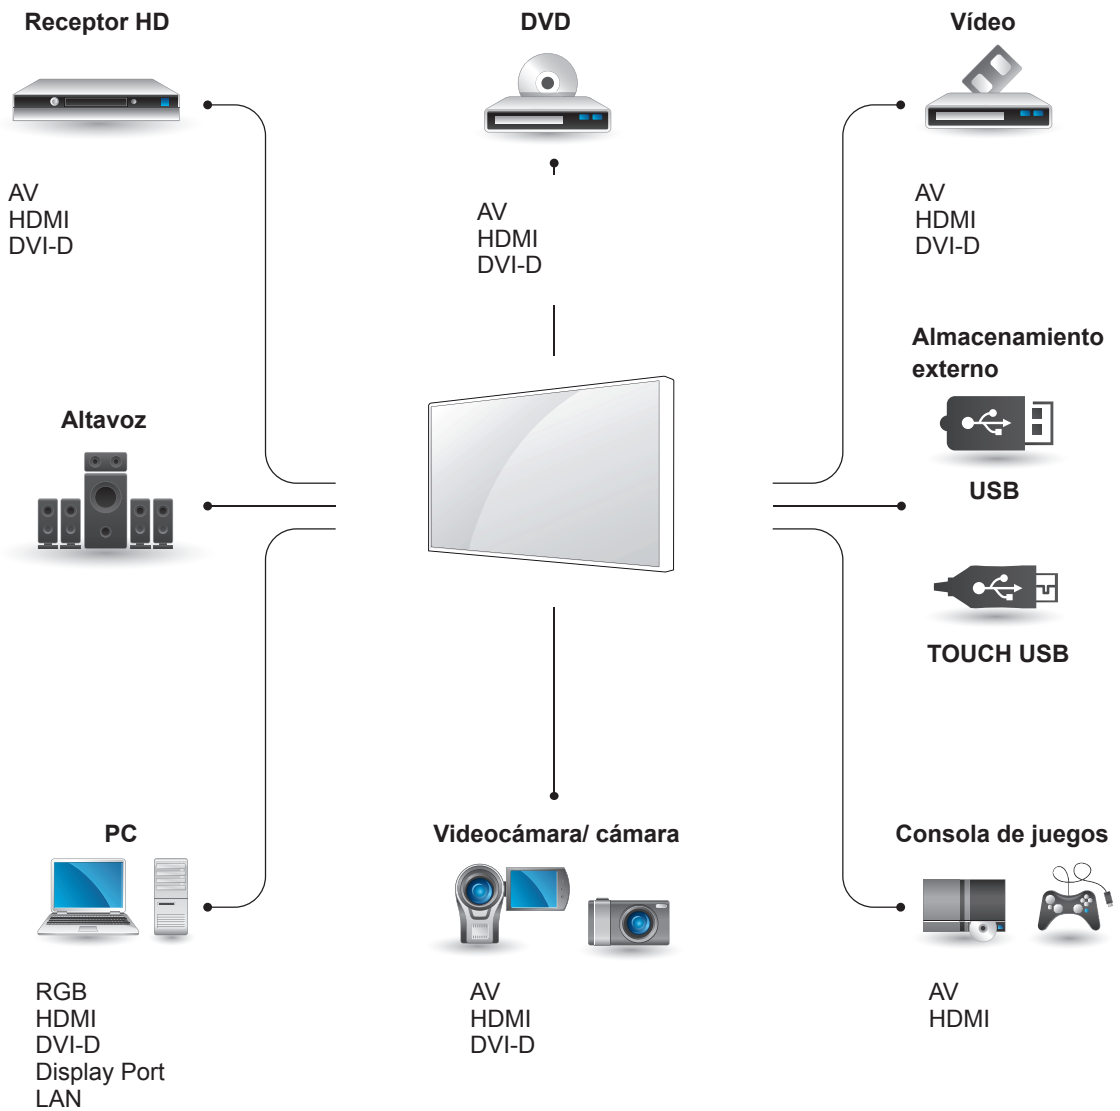 Receptor HD
AV
HDMI
DVI-D
DVD
AV
HDMI
DVI-D
Vídeo
AV
HDMI
DVI-D
Altavoz
Almacenamiento
externo
USB
TOUCH USB
PC
RGB
HDMI
DVI-D
Display Port
LAN
Videocámara/ cámara
AV
HDMI
DVI-D
Consola de juegos
AV
HDMI